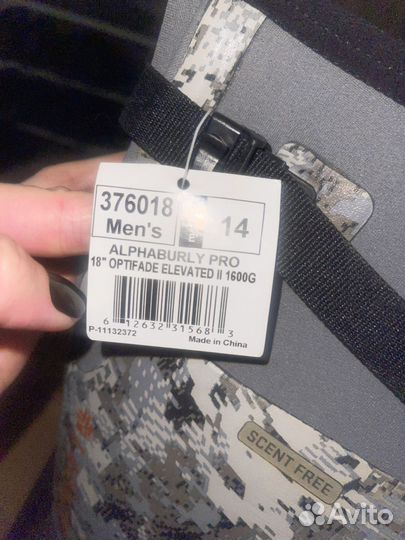 376018
Men's
14
ALPHABURLY PRO
18" OPTIFADE ELEVATED II 1600G
6 12632 31568 3
P-11132372
Made in China
SCENT FREE
Avito